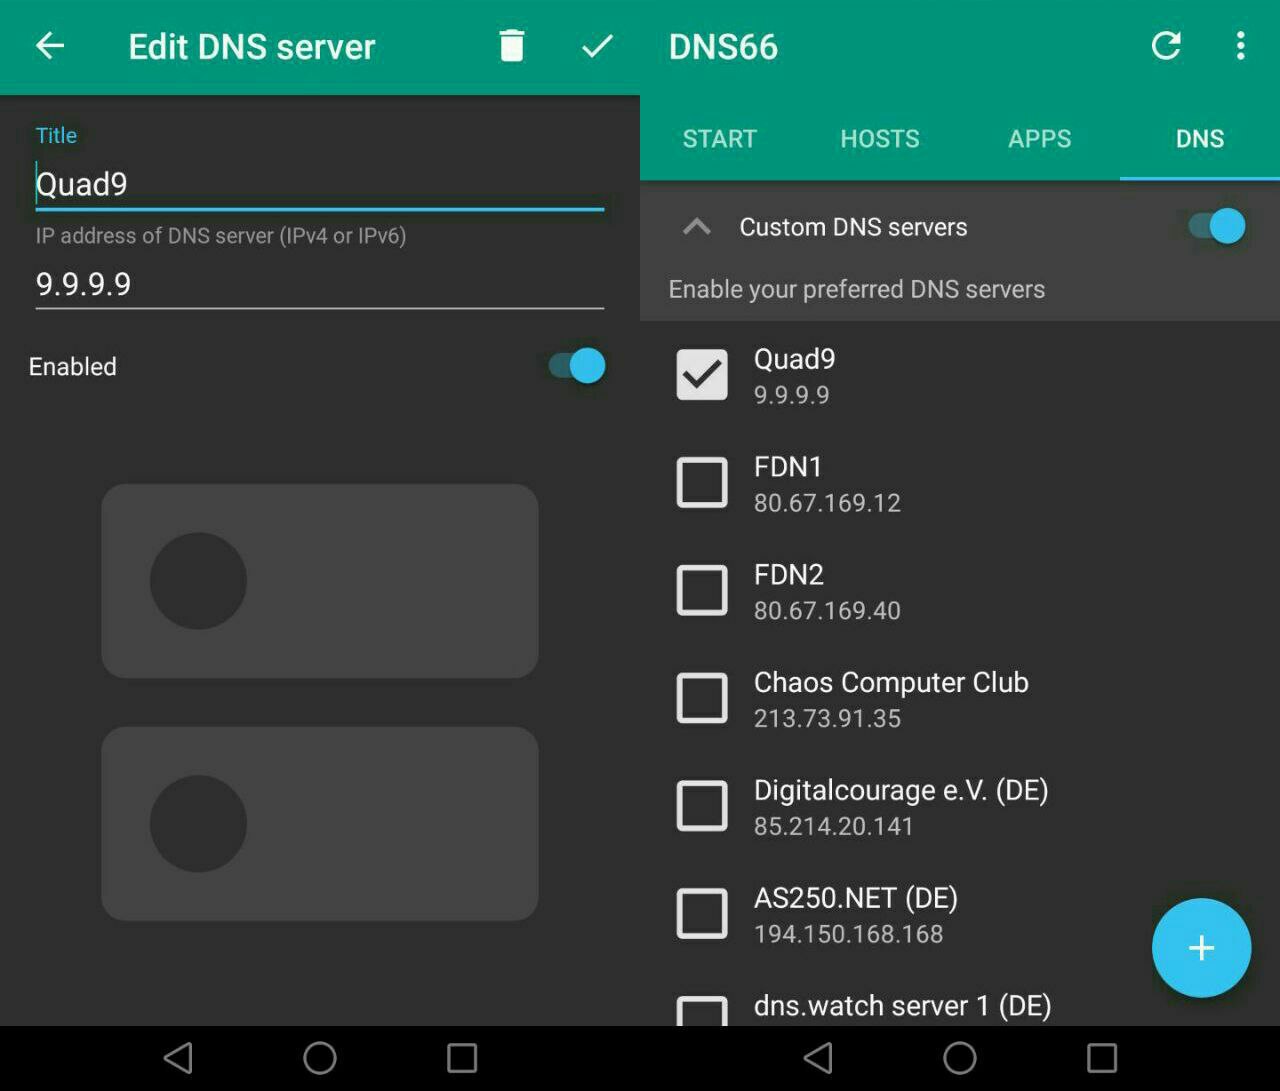 Edit DNS server
Title
Quad9
IP address of DNS server (IPv4 or IPv6)
9.9.9.9
Enabled
DNS66
START HOSTS APPS DNS
Custom DNS servers
Enable your preferred DNS servers
Quad9
9.9.9.9
FDN1
80.67.169.12
FDN2
80.67.169.40
Chaos Computer Club
213.73.91.35
Digitalcourage e.V. (DE)
85.214.20.141
AS250.NET (DE)
194.150.168.168
dns.watch server 1 (DE)